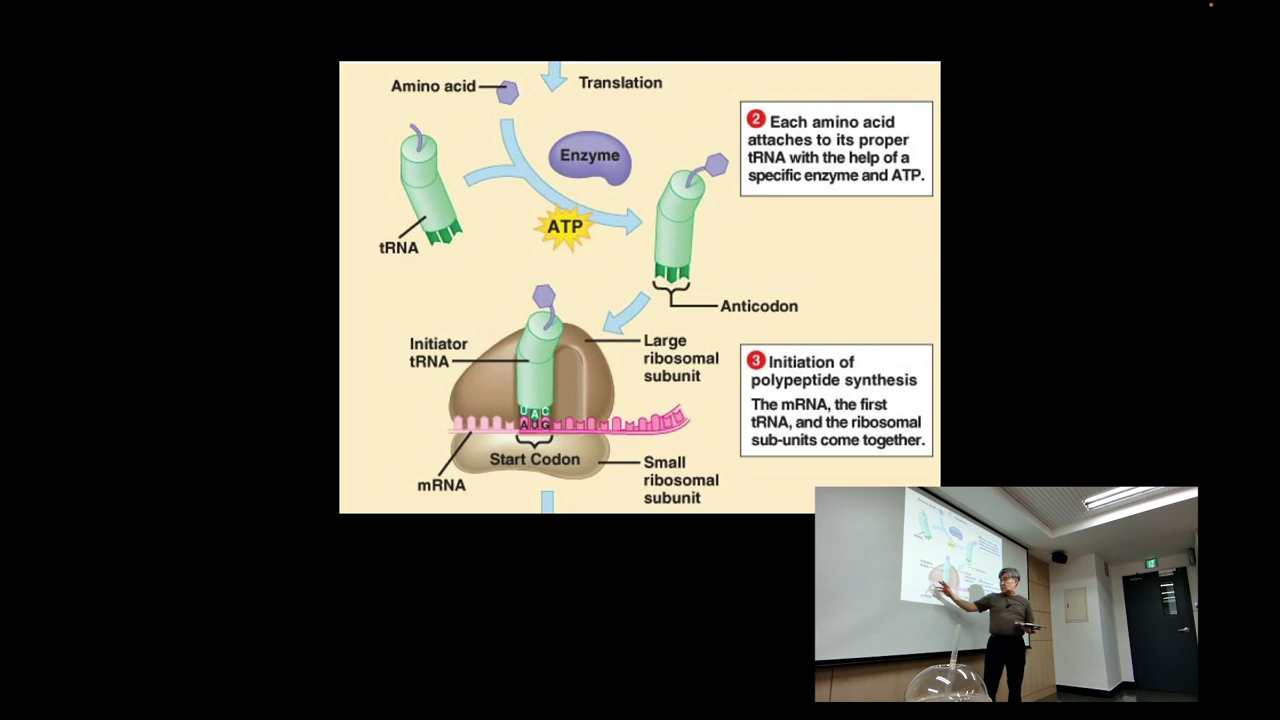 Amino acid
Translation
Enzyme
ATP
tRNA
Anticodon
2 Each amino acid
attaches to its proper
tRNA with the help of a
specific enzyme and ATP.
Initiator
tRNA
Large
ribosomal
subunit
UAC
AUG
Start Codon
mRNA
Small
ribosomal
subunit
3 Initiation of
polypeptide synthesis
The mRNA, the first
tRNA, and the ribosomal
sub-units come together.